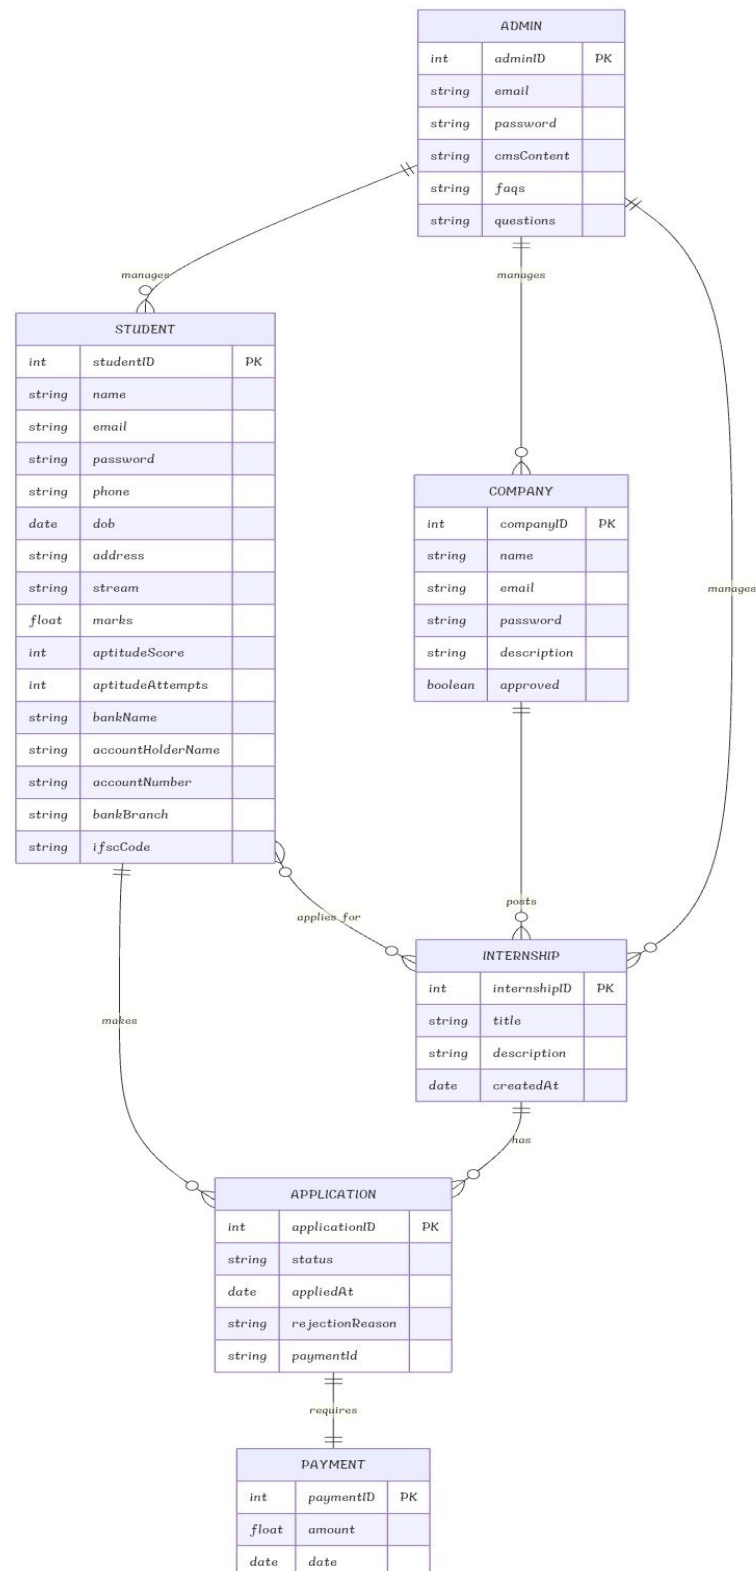 ADMIN
int adminID PK
string email
string password
string cmsContent
string faqs
string questions
manages
manages
STUDENT
int studentID PK
string name
string email
string password
string phone
date dob
string address
string stream
float marks
int aptitudeScore
int aptitudeAttempts
string bankName
string accountHolderName
string accountNumber
string bankBranch
string ifscCode
COMPANY
int companyID PK
string name
string email
string password
string description
boolean approved
manages
posts
applies for
INTERNSHIP
int internshipID PK
string title
string description
date createdAt
makes
has
APPLICATION
int applicationID PK
string status
date appliedAt
string rejectionReason
string paymentId
requires
PAYMENT
int paymentID PK
float amount
date date